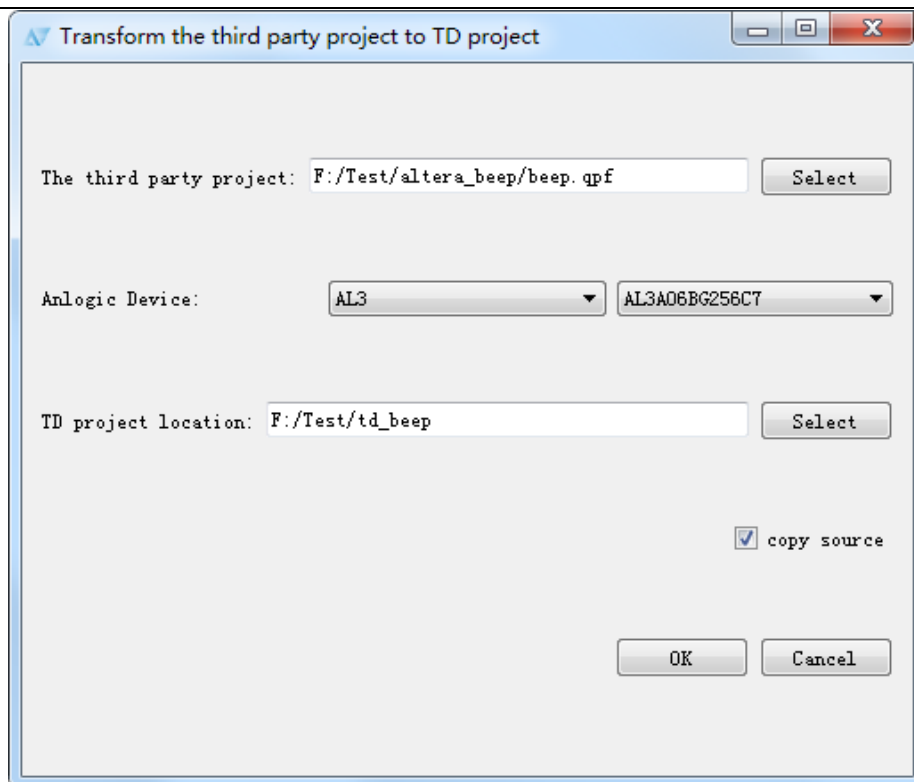 Transform the third party project to TD project
The third party project: F:/Test/altera_beep/beep.qpf Select
Anlogic Device: AL3 AL3A06BG256C7
TD project location: F:/Test/td_beep Select
copy source
OK Cancel